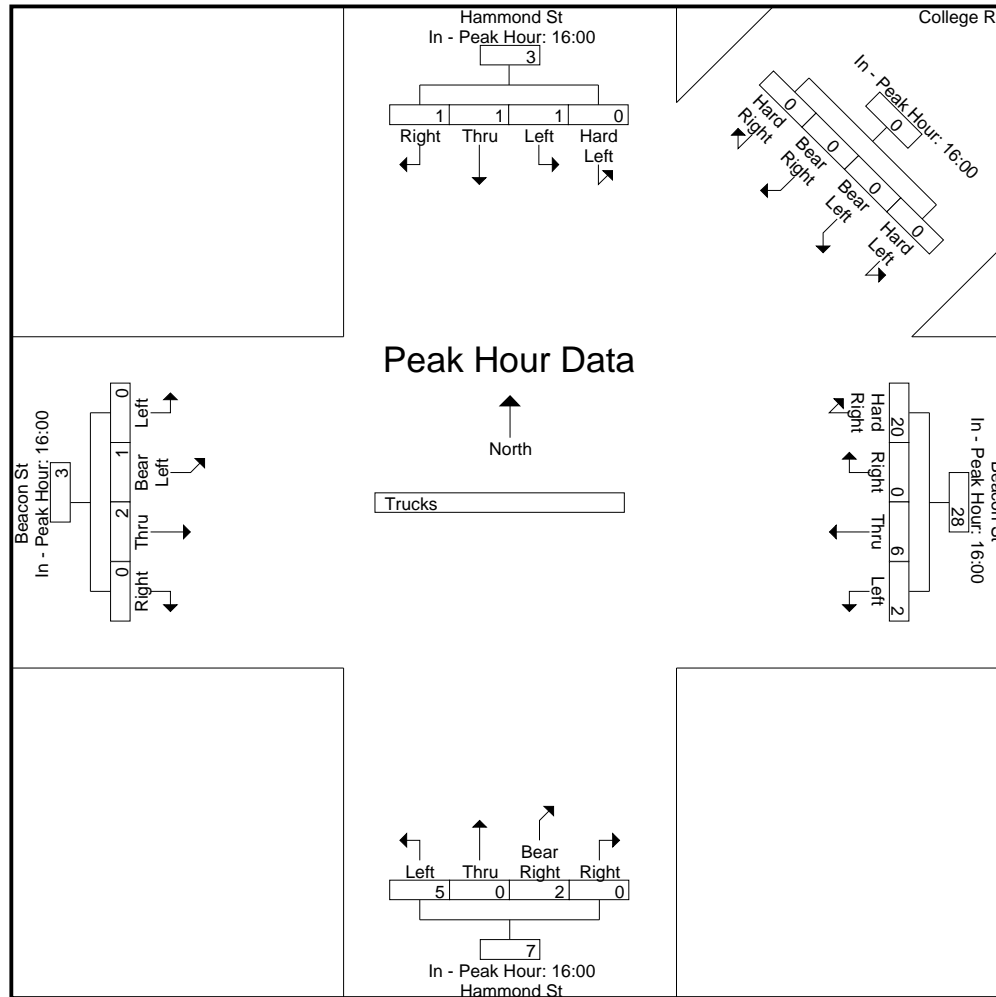 Hammond St
In - Peak Hour: 16:00
3
1 1 1 0
Right Thru Left Hard
Left
College R
In - Peak Hour: 16:00
0
0 0 0 0
Hard
Right
Bear
Right
Bear
Left
Hard
Left
Peak Hour Data
North
Trucks
Beacon St
In - Peak Hour: 16:00
3
0 1 2 0
Left
Bear
Left
Thru
Right
Beacon St
In - Peak Hour: 16:00
28
20 0 6 2
Hard
Right
Right
Thru
Left
Bear
Left Thru Right Right
5 0 2 0
7
In - Peak Hour: 16:00
Hammond St